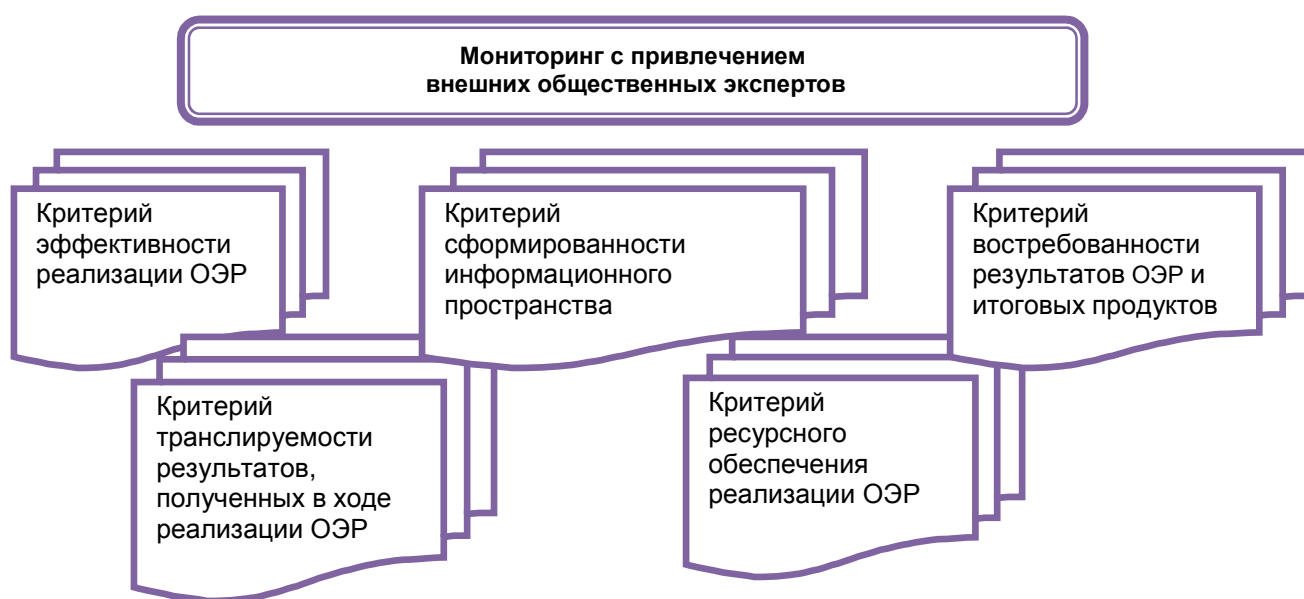 Мониторинг с привлечением
внешних общественных экспертов
Критерий
эффективности
реализации ОЭР
Критерий
сформированности
информационного
пространства
Критерий
востребованности
результатов ОЭР и
итоговых продуктов
Критерий
транслируемости
результатов,
полученных в ходе
реализации ОЭР
Критерий
ресурсного
обеспечения
реализации ОЭР